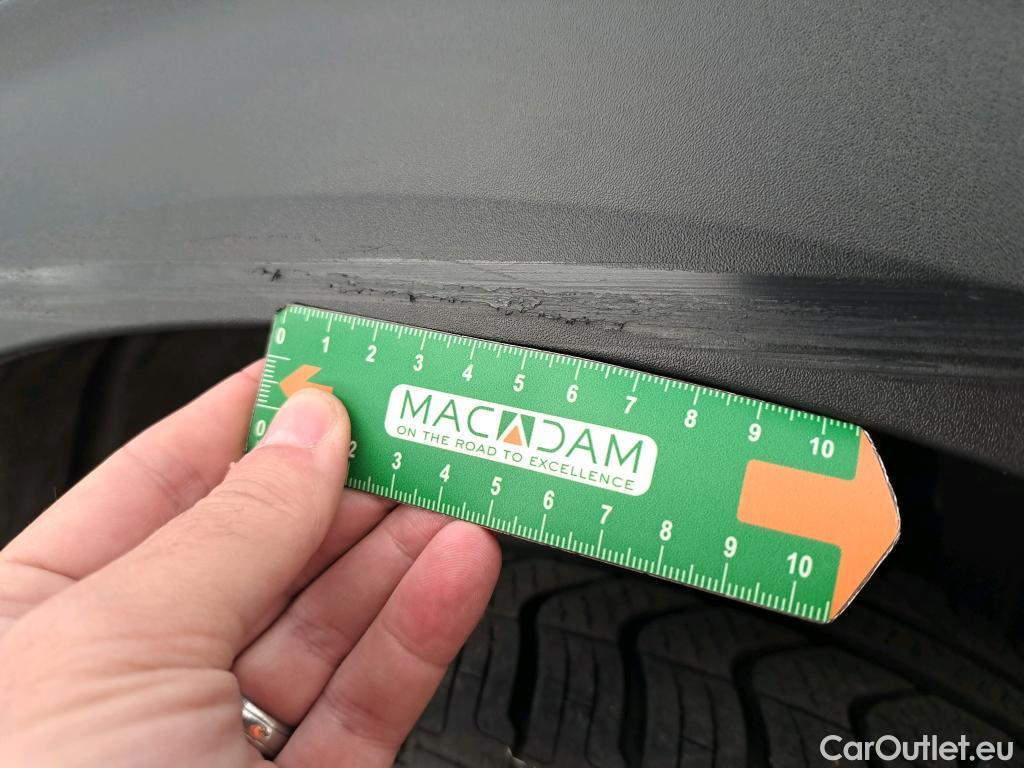 0 1 2 3 4 5 6 7 8 9 10
MACADAM
ON THE ROAD TO EXCELLENCE
0 2 3 4 5 6 7 8 9 10
CarOutlet.eu